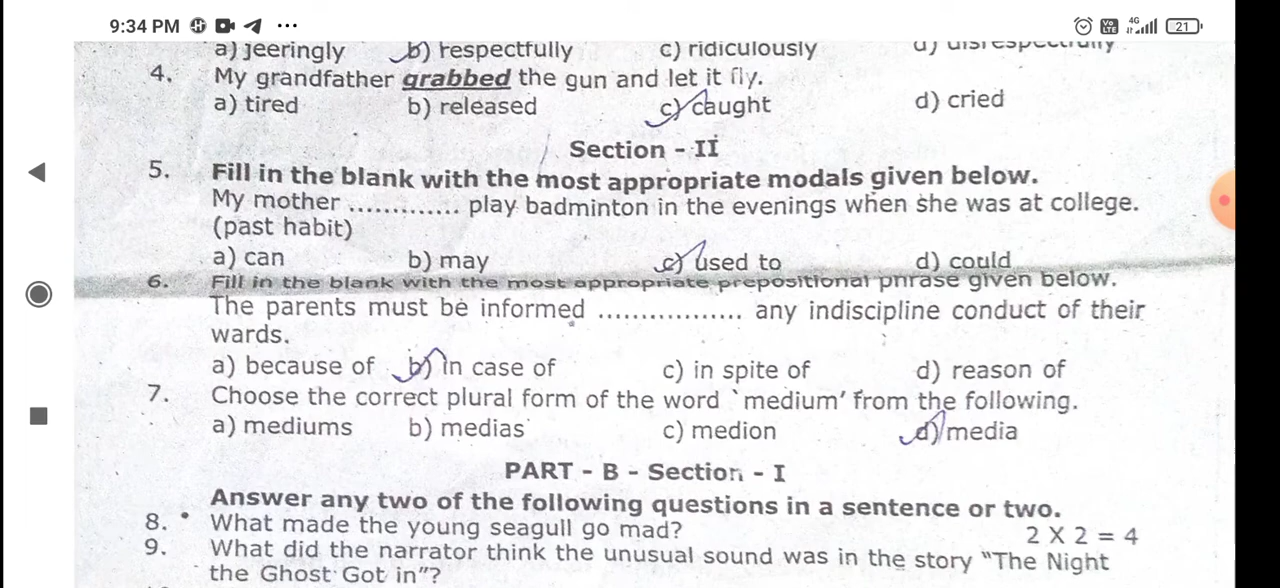 9:34 PM ...
4G 21
a) jeeringly b) respectfully c) ridiculously d) disrespectfully
4. My grandfather grabbed the gun and let it fly.
a) tired b) released c) caught d) cried
Section - II
5. Fill in the blank with the most appropriate modals given below.
My mother ............. play badminton in the evenings when she was at college.
(past habit)
a) can b) may c) used to d) could
6. Fill in the blank with the most appropriate prepositional phrase given below.
The parents must be informed ................. any indiscipline conduct of their
wards.
a) because of b) in case of c) in spite of d) reason of
7. Choose the correct plural form of the word `medium' from the following.
a) mediums b) medias c) medion d) media
PART - B - Section - I
Answer any two of the following questions in a sentence or two.
8. What made the young seagull go mad? 2 X 2 = 4
9. What did the narrator think the unusual sound was in the story "The Night
the Ghost Got in"?